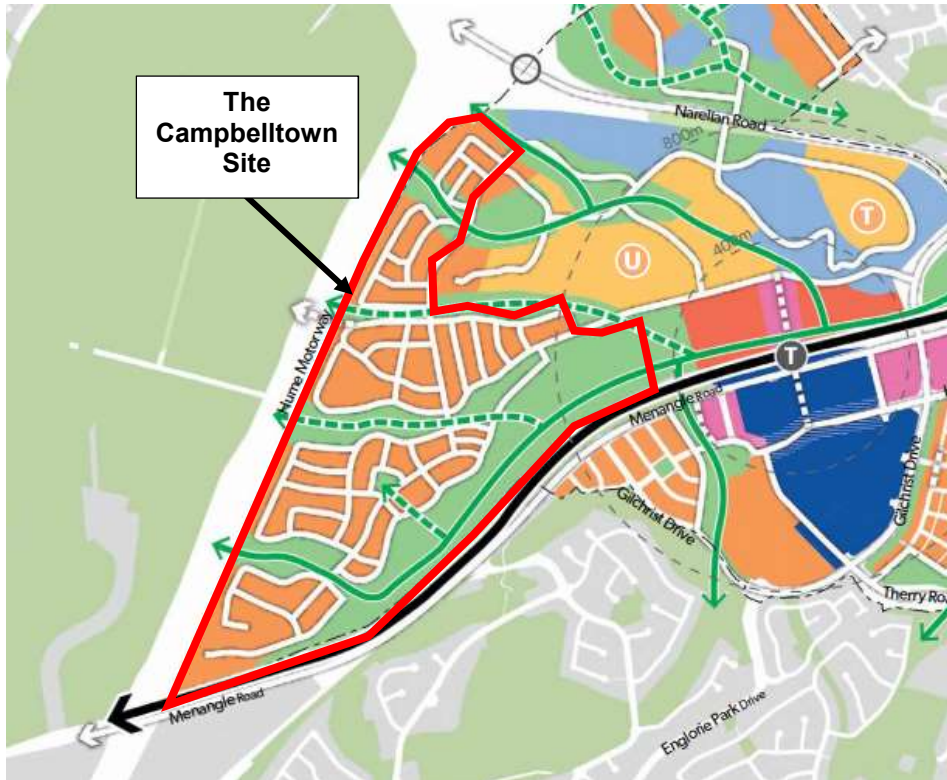 The
Campbelltown
Site
Narellan Road
800m
T
U
400m
Hume Motorway
T
Menangle Road
Gilchrist Drive
Gilchrist Drive
Therry Roa
Menangle Road
Englorie Park Drive